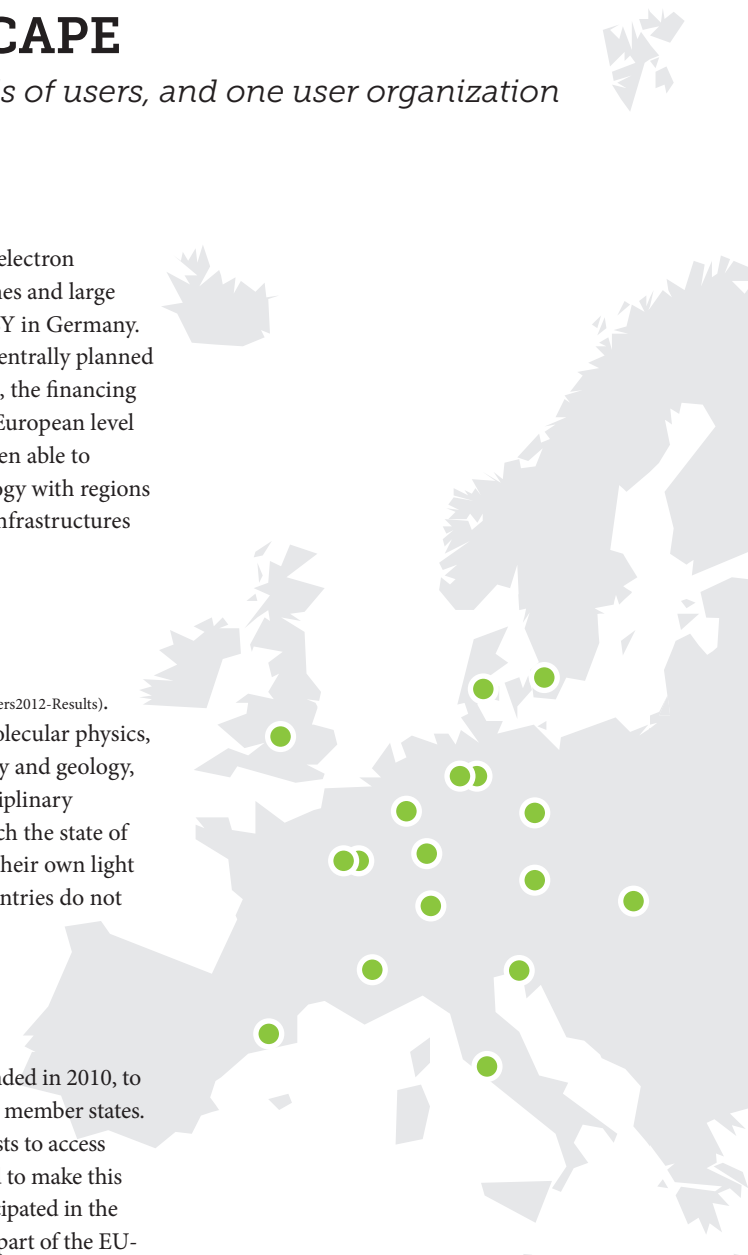 CAPE
s of users, and one user organization
electron
nes and large
Y in Germany.
entrally planned
, the financing
European level
en able to
ogy with regions
nfrastructures
ers2012-Results).
olecular physics,
y and geology,
iplinary
ch the state of
heir own light
ntries do not
nded in 2010, to
member states.
sts to access
to make this
cipated in the
part of the EU-